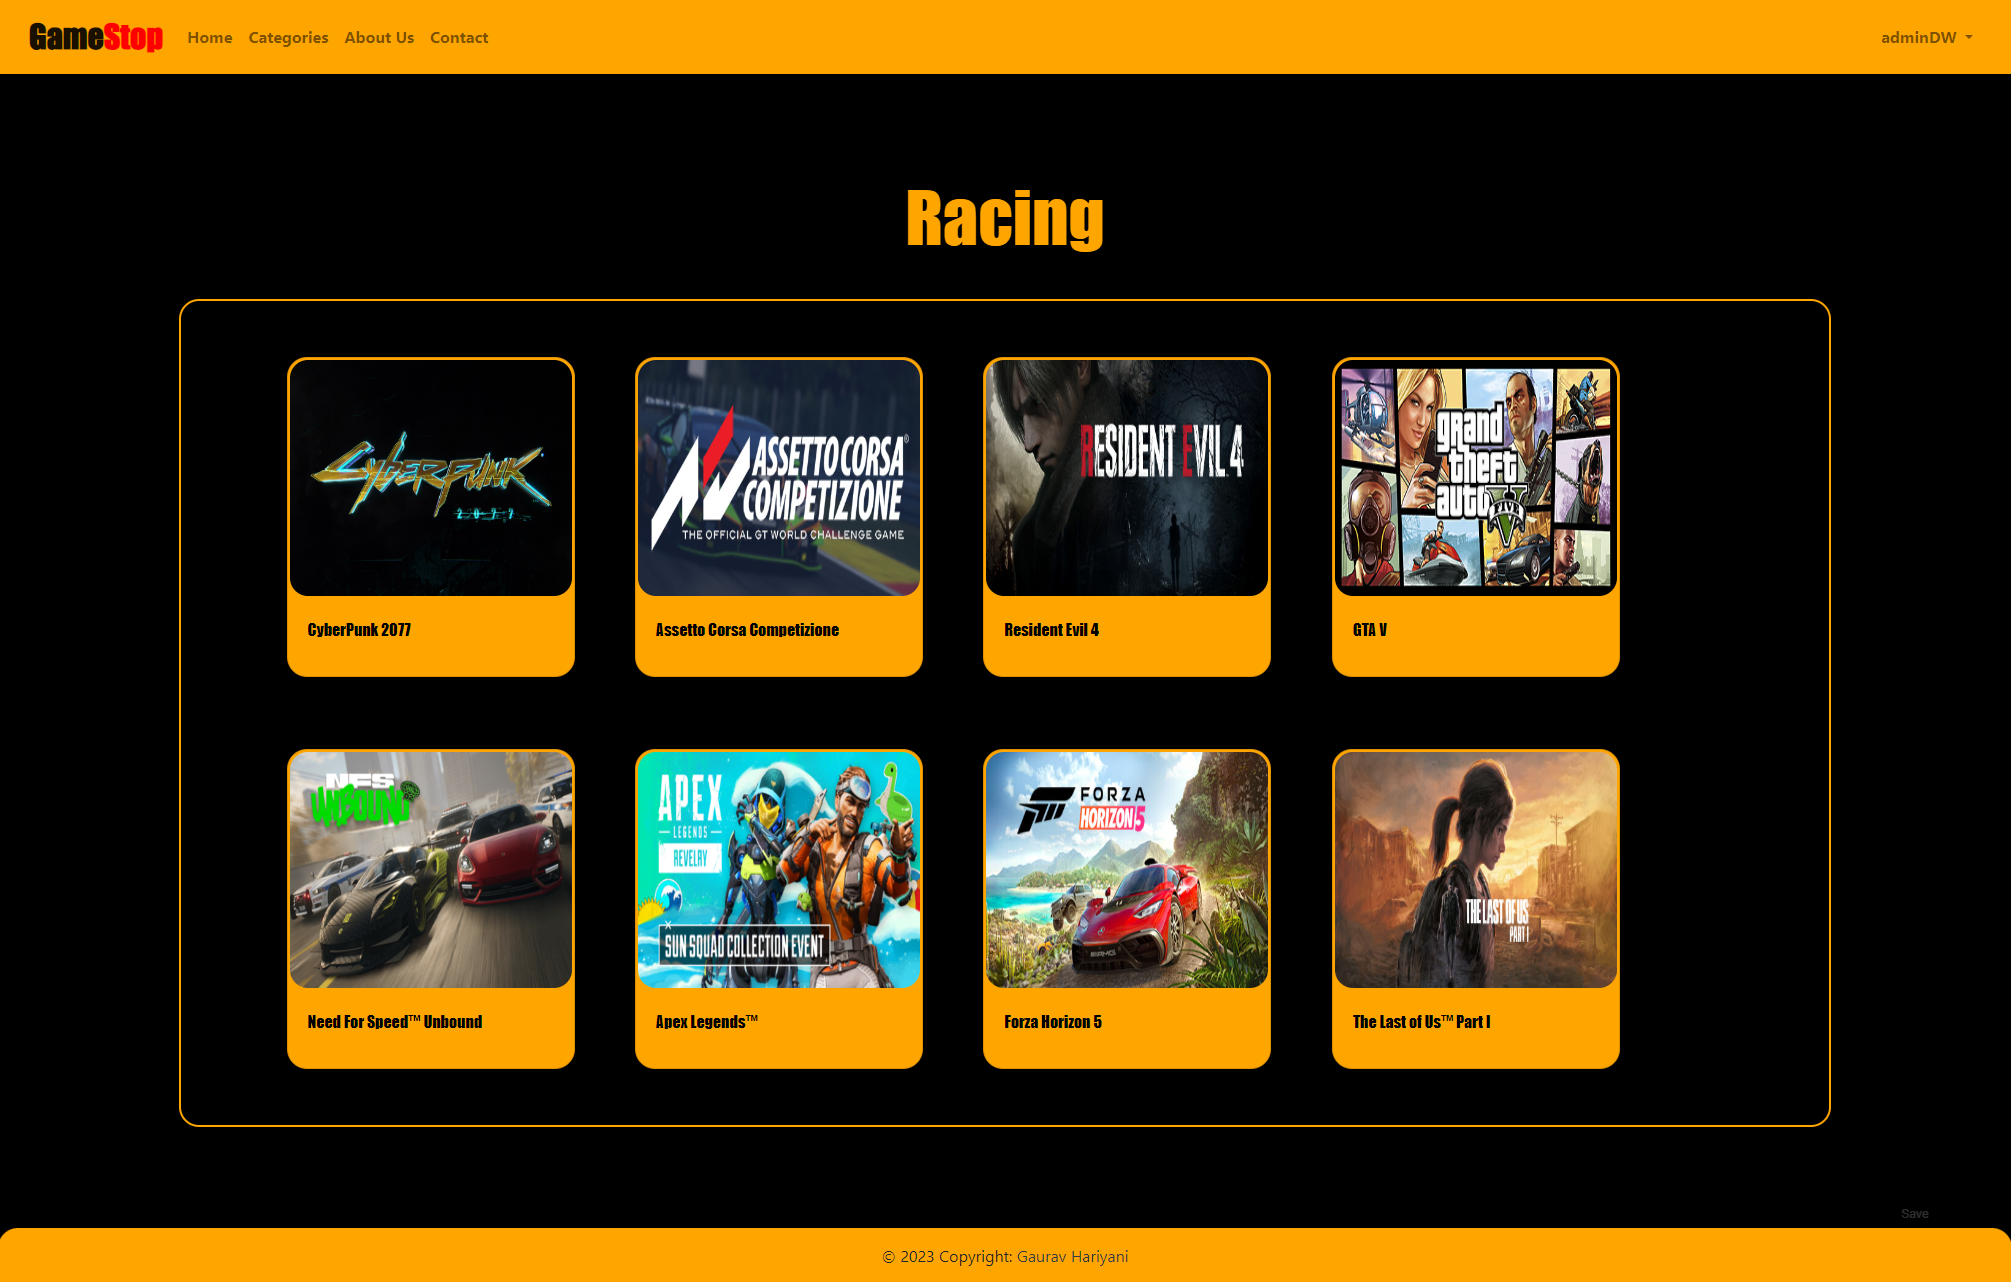 GameStop Home Categories About Us Contact adminDW
Racing
CYBERPUNK
2077
ASSETTO CORSA®
COMPETIZIONE
THE OFFICIAL GT WORLD CHALLENGE GAME
RESIDENT EVIL 4
grand
theft
auto
V
FIVE
CyberPunk 2077
Assetto Corsa Competizione
Resident Evil 4
GTA V
NFS
UNBOUND
APEX
LEGENDS
REVELRY
SUN SQUAD COLLECTION EVENT
FORZA
HORIZON 5
THE LAST OF US
PART I
Need For Speed™ Unbound
Apex Legends™
Forza Horizon 5
The Last of Us™ Part I
Save
© 2023 Copyright: Gaurav Hariyani